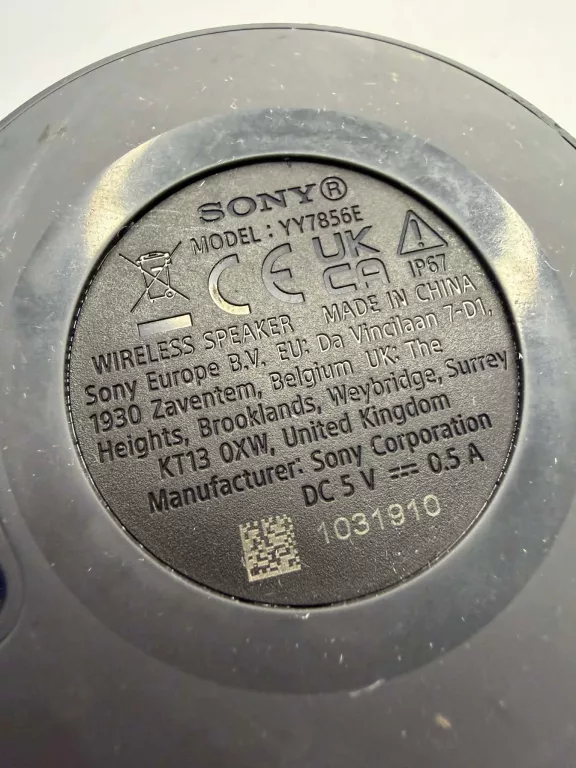 SONY®
MODEL : YY7856E
CE UK CA IP67
WIRELESS SPEAKER MADE IN CHINA
Sony Europe B.V. EU: Da Vincilaan 7-D1,
1930 Zaventem, Belgium UK: The
Heights, Brooklands, Weybridge, Surrey
KT13 0XW, United Kingdom
Manufacturer: Sony Corporation
DC 5 V ⎓ 0.5 A
1031910